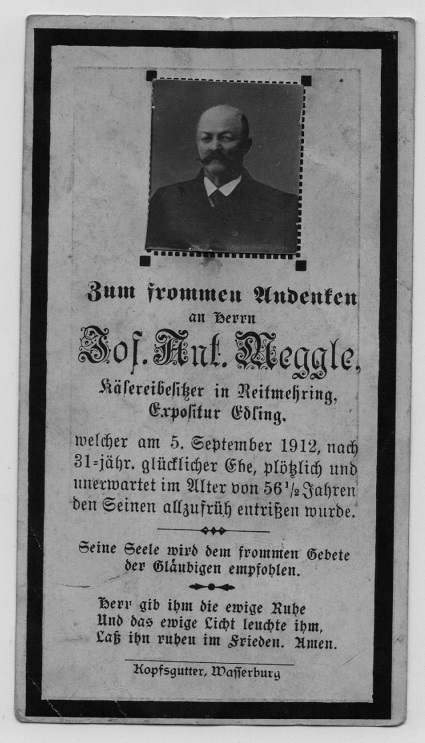 Zum frommen Andenken
an Herrn
Jos. Ant. Meggle,
Käsereibesitzer in Reitmehring,
Expositur Edling,
welcher am 5. September 1912, nach
31=jähr. glücklicher Ehe, plötzlich und
unerwartet im Alter von 56½ Jahren
den Seinen allzufrüh entrißen wurde.
Seine Seele wird dem frommen Gebete
der Gläubigen empfohlen.
Herr gib ihm die ewige Ruhe
Und das ewige Licht leuchte ihm,
Laß ihn ruhen im Frieden. Amen.
Kopfsgutter, Wasserburg